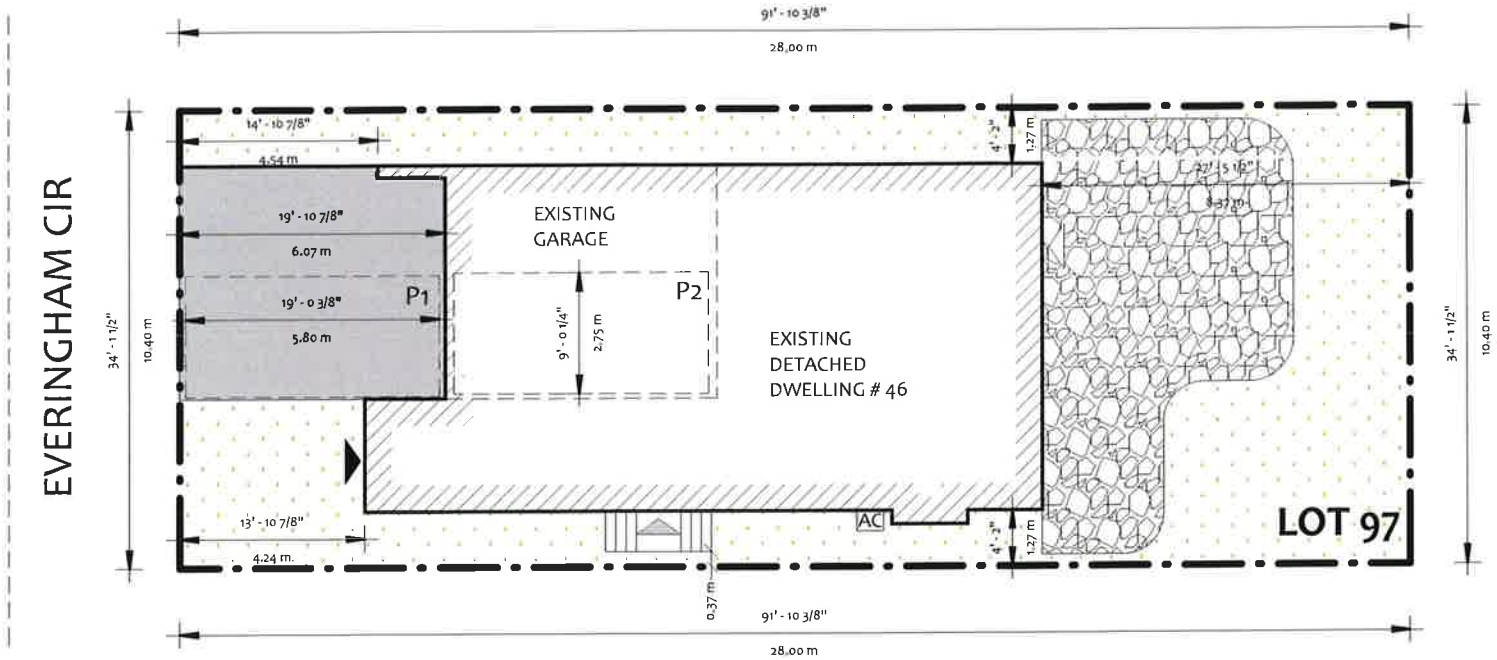 91' - 10 3/8"
28.00 m
14' - 10 7/8"
4.54 m
4' - 2"
1.27 m
27' - 5 1/2"
8.37 m
EVERINGHAM CIR
34' - 1 1/2"
10.40 m
19' - 10 7/8"
6.07 m
EXISTING
GARAGE
P1
19' - 0 3/8"
5.80 m
P2
9' - 0 1/4"
2.75 m
EXISTING
DETACHED
DWELLING # 46
34' - 1 1/2"
10.40 m
13' - 10 7/8"
4.24 m
AC
4' - 2"
1.27 m
LOT 97
0.37 m
91' - 10 3/8"
28.00 m